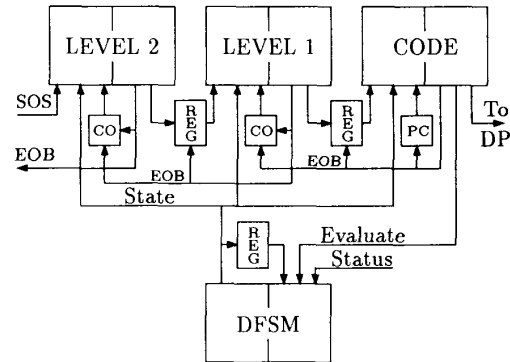 LEVEL 2
LEVEL 1
CODE
SOS
CO
REG
CO
REG
PC
To
DP
EOB
EOB
EOB
State
REG
Evaluate
Status
DFSM